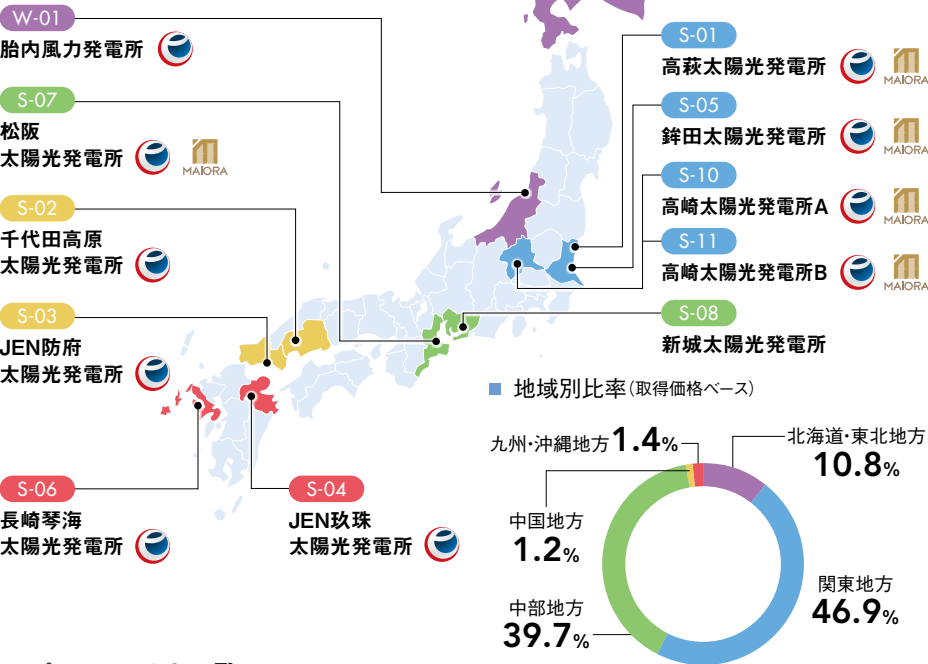 W-01
胎内風力発電所
S-07
松阪
太陽光発電所
MAIORA
S-02
千代田高原
太陽光発電所
S-03
JEN防府
太陽光発電所
S-06
長崎琴海
太陽光発電所
S-04
JEN玖珠
太陽光発電所
S-01
高萩太陽光発電所
MAIORA
S-05
鉾田太陽光発電所
MAIORA
S-10
高崎太陽光発電所A
MAIORA
S-11
高崎太陽光発電所B
MAIORA
S-08
新城太陽光発電所
■ 地域別比率(取得価格ベース)
九州・沖縄地方 1.4%
北海道・東北地方
10.8%
中国地方
1.2%
関東地方
46.9%
中部地方
39.7%